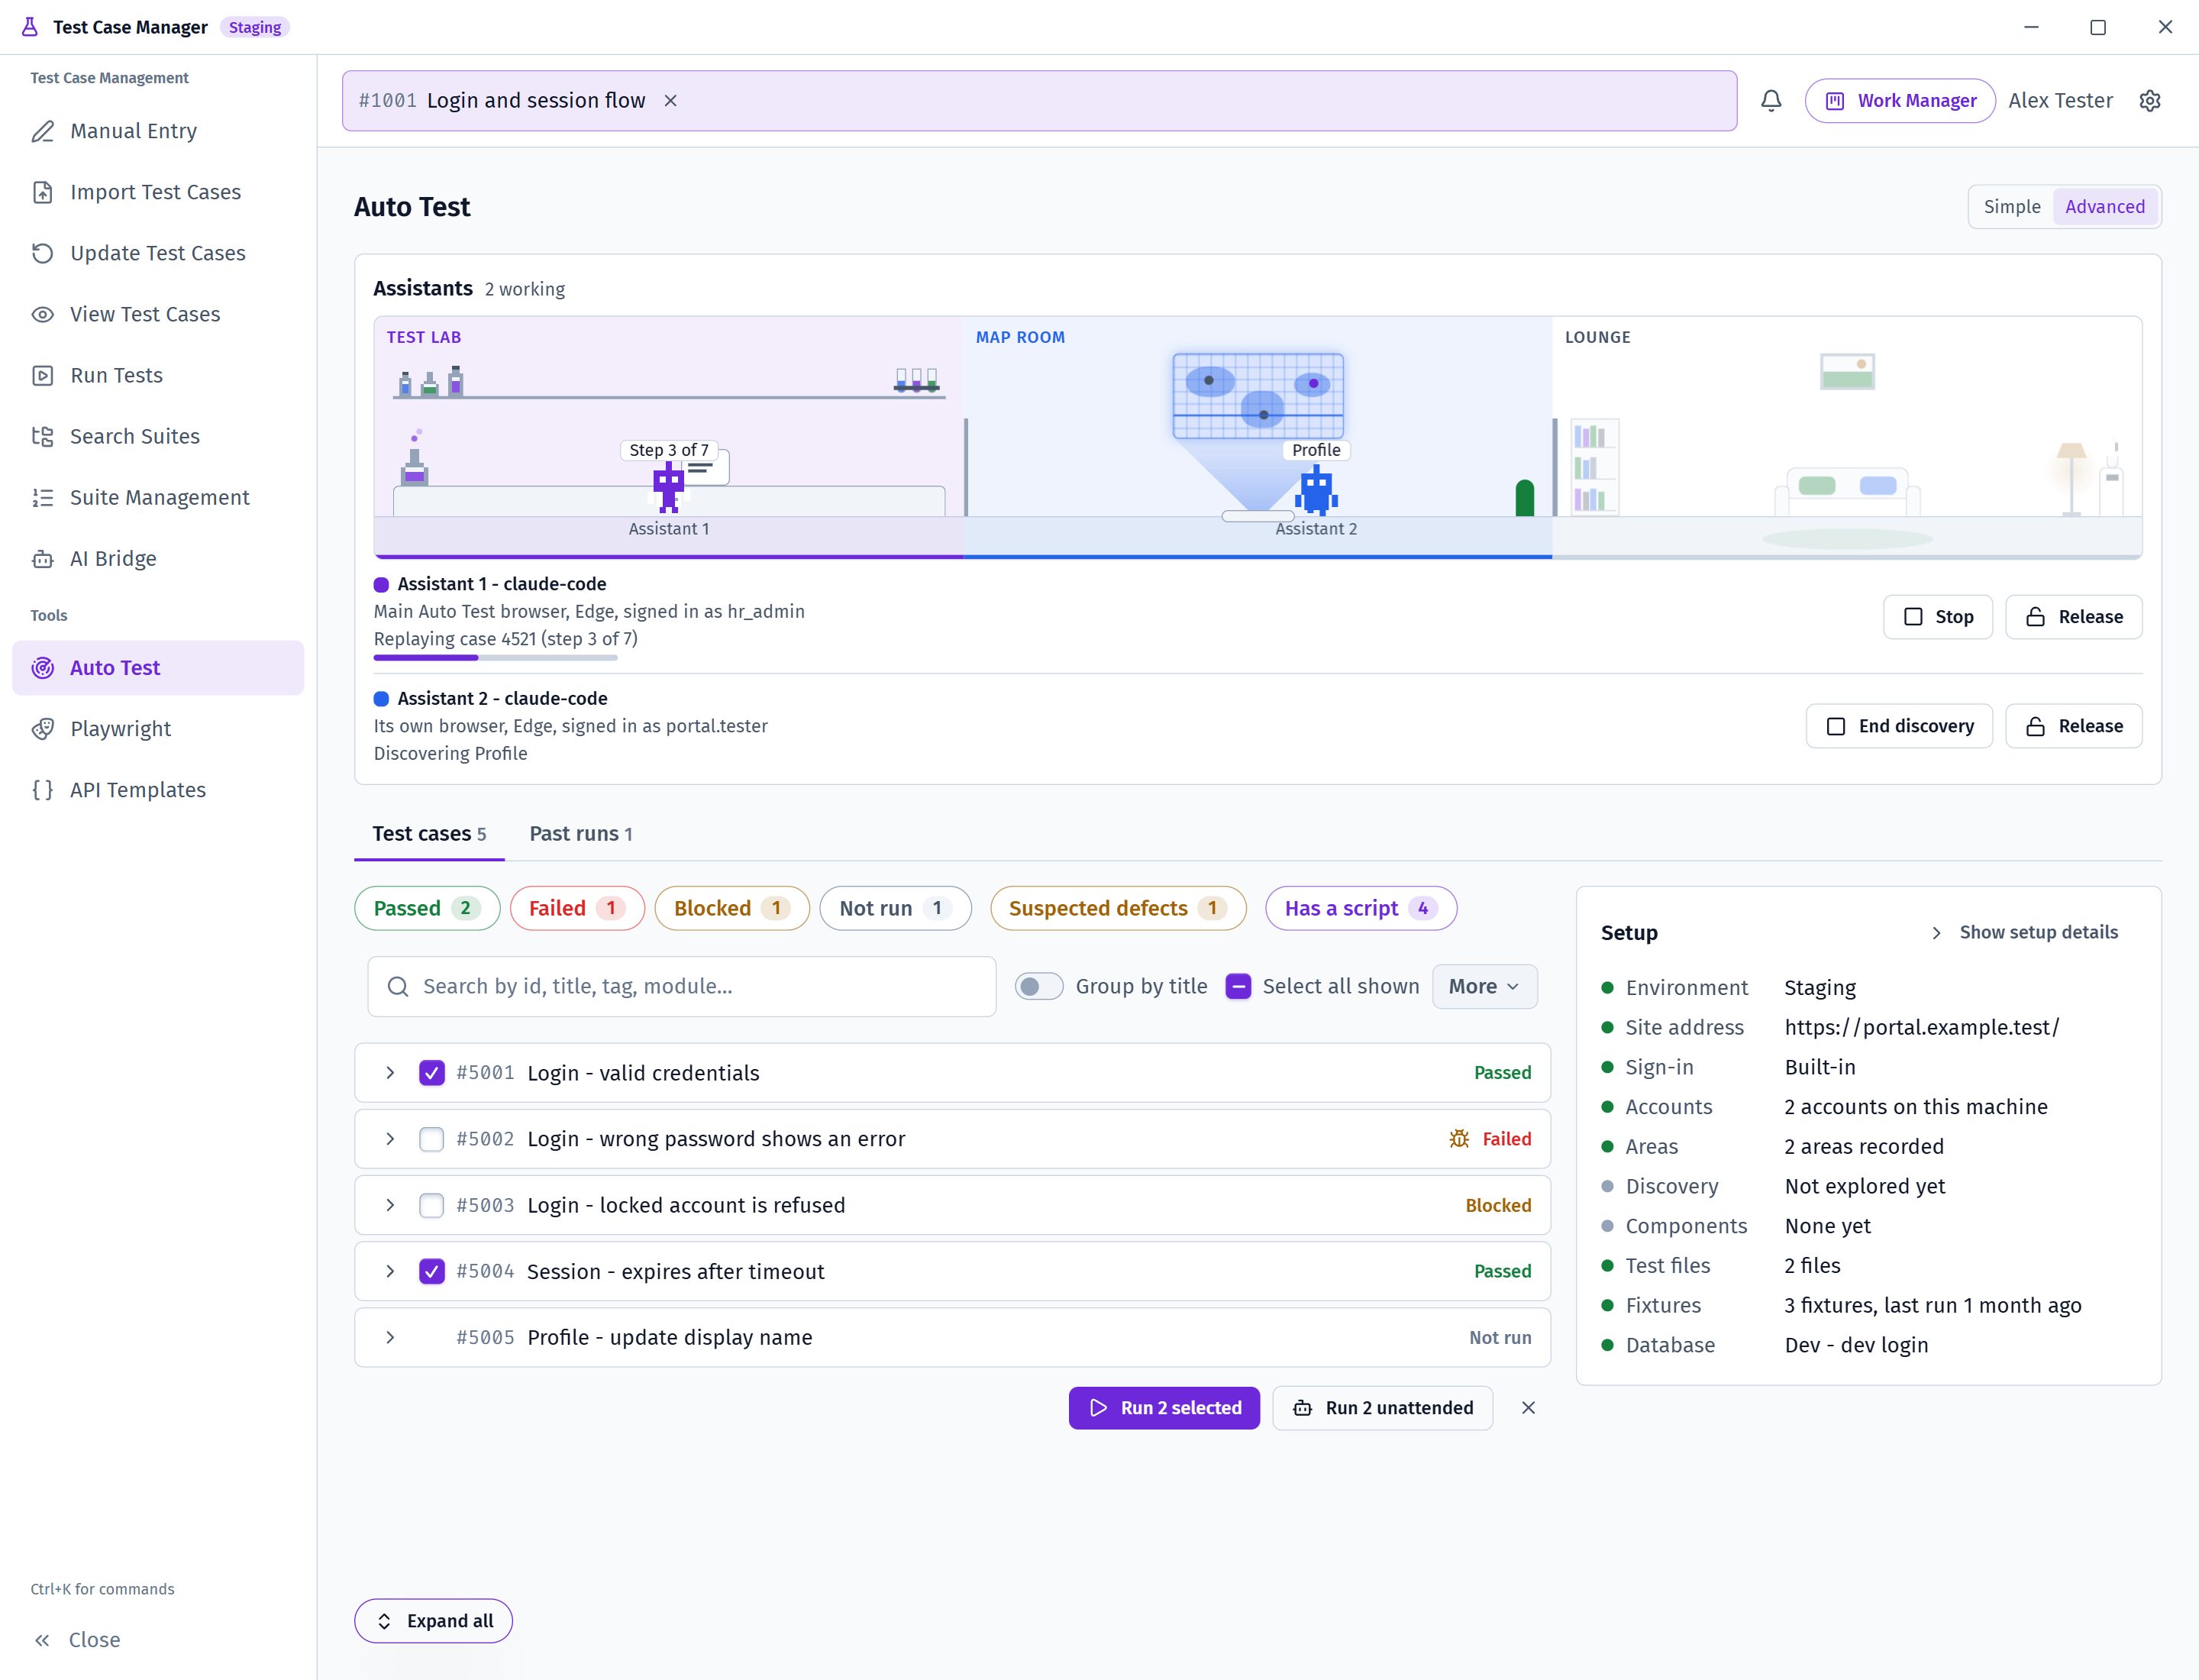 Test Case Manager Staging
Test Case Management
Manual Entry
Import Test Cases
Update Test Cases
View Test Cases
Run Tests
Search Suites
Suite Management
AI Bridge
Tools
Auto Test
Playwright
API Templates
Ctrl+K for commands
Close
#1001 Login and session flow
Work Manager
Alex Tester
Auto Test
Simple Advanced
Assistants 2 working
TEST LAB
Step 3 of 7
Assistant 1
MAP ROOM
Profile
Assistant 2
LOUNGE
Assistant 1 - claude-code
Main Auto Test browser, Edge, signed in as hr_admin
Replaying case 4521 (step 3 of 7)
Stop Release
Assistant 2 - claude-code
Its own browser, Edge, signed in as portal.tester
Discovering Profile
End discovery Release
Test cases 5 Past runs 1
Passed 2 Failed 1 Blocked 1 Not run 1 Suspected defects 1 Has a script 4
Search by id, title, tag, module...
Group by title Select all shown More
#5001 Login - valid credentials Passed
#5002 Login - wrong password shows an error Failed
#5003 Login - locked account is refused Blocked
#5004 Session - expires after timeout Passed
#5005 Profile - update display name Not run
Run 2 selected Run 2 unattended
Expand all
Setup Show setup details
Environment Staging
Site address https://portal.example.test/
Sign-in Built-in
Accounts 2 accounts on this machine
Areas 2 areas recorded
Discovery Not explored yet
Components None yet
Test files 2 files
Fixtures 3 fixtures, last run 1 month ago
Database Dev - dev login